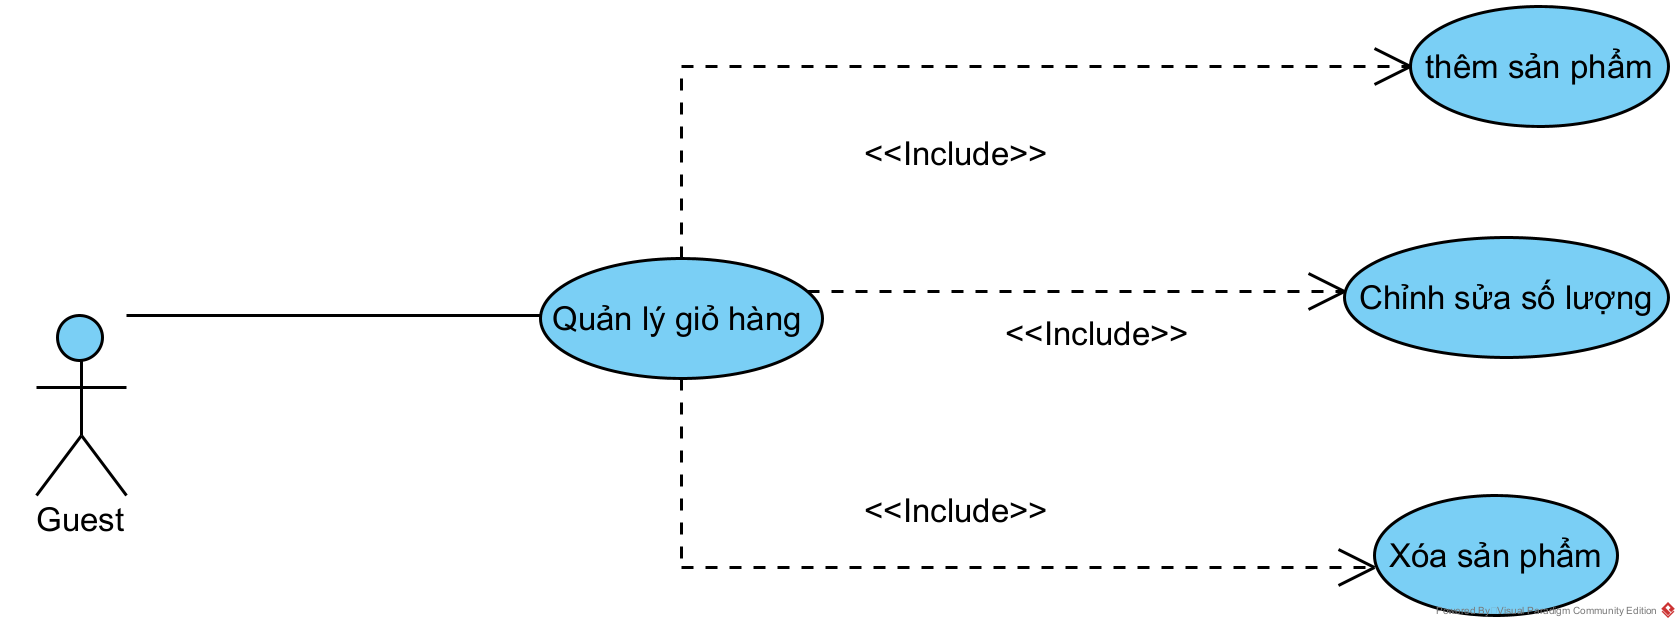 thêm sản phẩm
<<Include>>
Quản lý giỏ hàng
Chỉnh sửa số lượng
<<Include>>
Guest
<<Include>>
Xóa sản phẩm
Powered By Visual Paradigm Community Edition